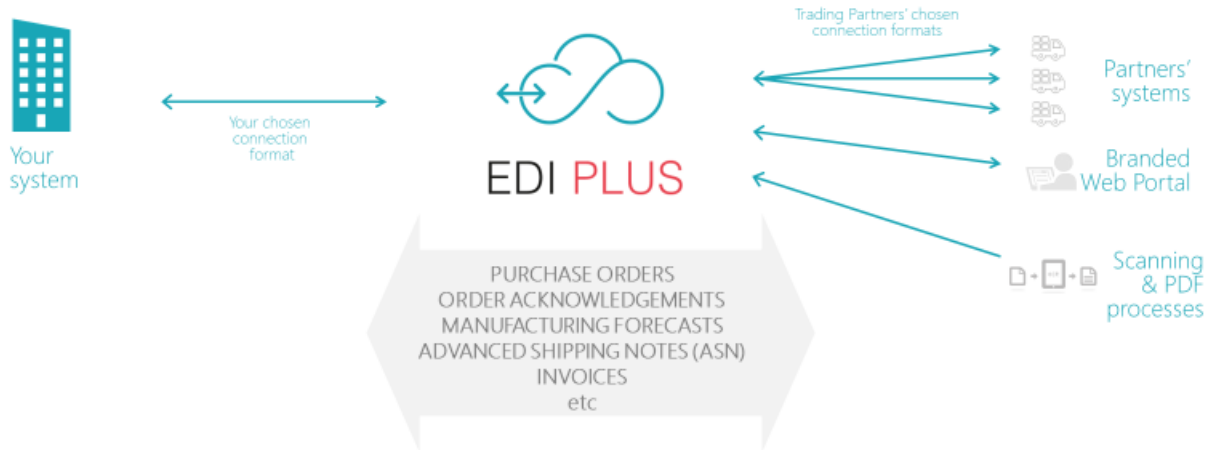 Trading Partners' chosen
connection formats
Partners'
systems
Your chosen
connection
format
Your
system
EDI PLUS
Branded
Web Portal
Scanning
& PDF
processes
PURCHASE ORDERS
ORDER ACKNOWLEDGEMENTS
MANUFACTURING FORECASTS
ADVANCED SHIPPING NOTES (ASN)
INVOICES
etc